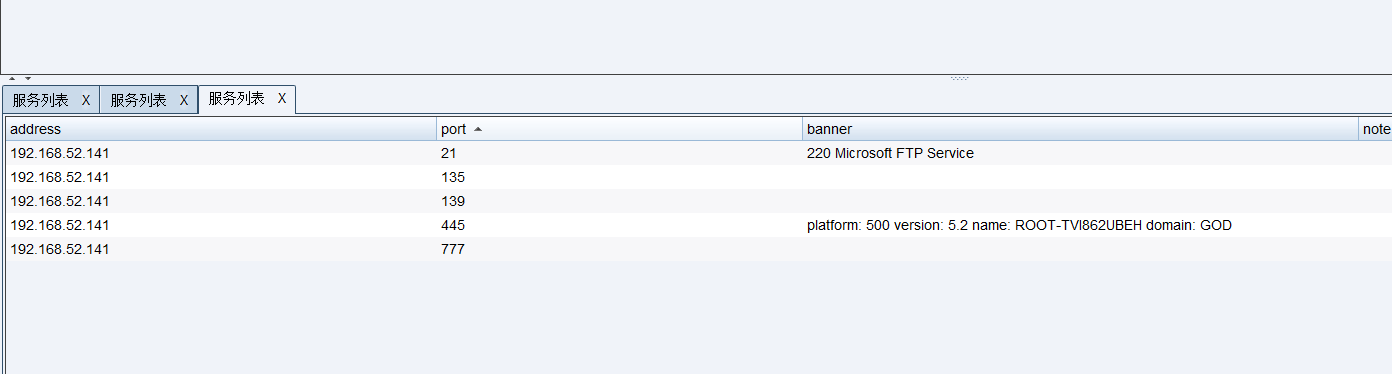 服务列表 X 服务列表 X 服务列表 X
address port banner note
192.168.52.141 21 220 Microsoft FTP Service
192.168.52.141 135
192.168.52.141 139
192.168.52.141 445 platform: 500 version: 5.2 name: ROOT-TVI862UBEH domain: GOD
192.168.52.141 777